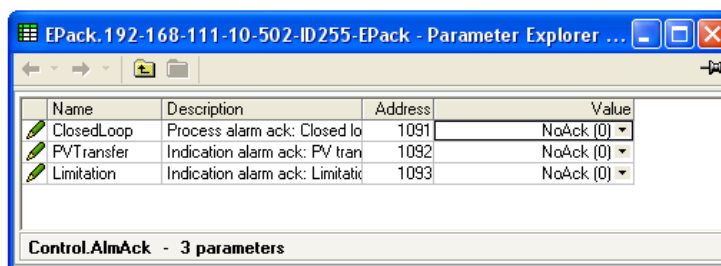 EPack.192-168-111-10-502-ID255-EPack - Parameter Explorer ...
Name Description Address Value
ClosedLoop Process alarm ack: Closed lo 1091 NoAck (0)
PVTransfer Indication alarm ack: PV tran 1092 NoAck (0)
Limitation Indication alarm ack: Limitatic 1093 NoAck (0)
Control.AlmAck - 3 parameters